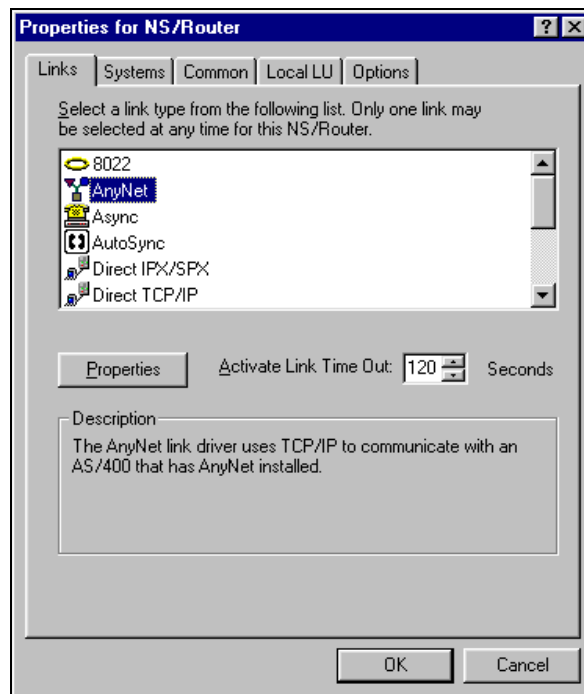 Properties for NS/Router
Links Systems Common Local LU Options
Select a link type from the following list. Only one link may
be selected at any time for this NS/Router.
8022
AnyNet
Async
AutoSync
Direct IPX/SPX
Direct TCP/IP
Properties Activate Link Time Out: 120 Seconds
Description
The AnyNet link driver uses TCP/IP to communicate with an
AS/400 that has AnyNet installed.
OK Cancel